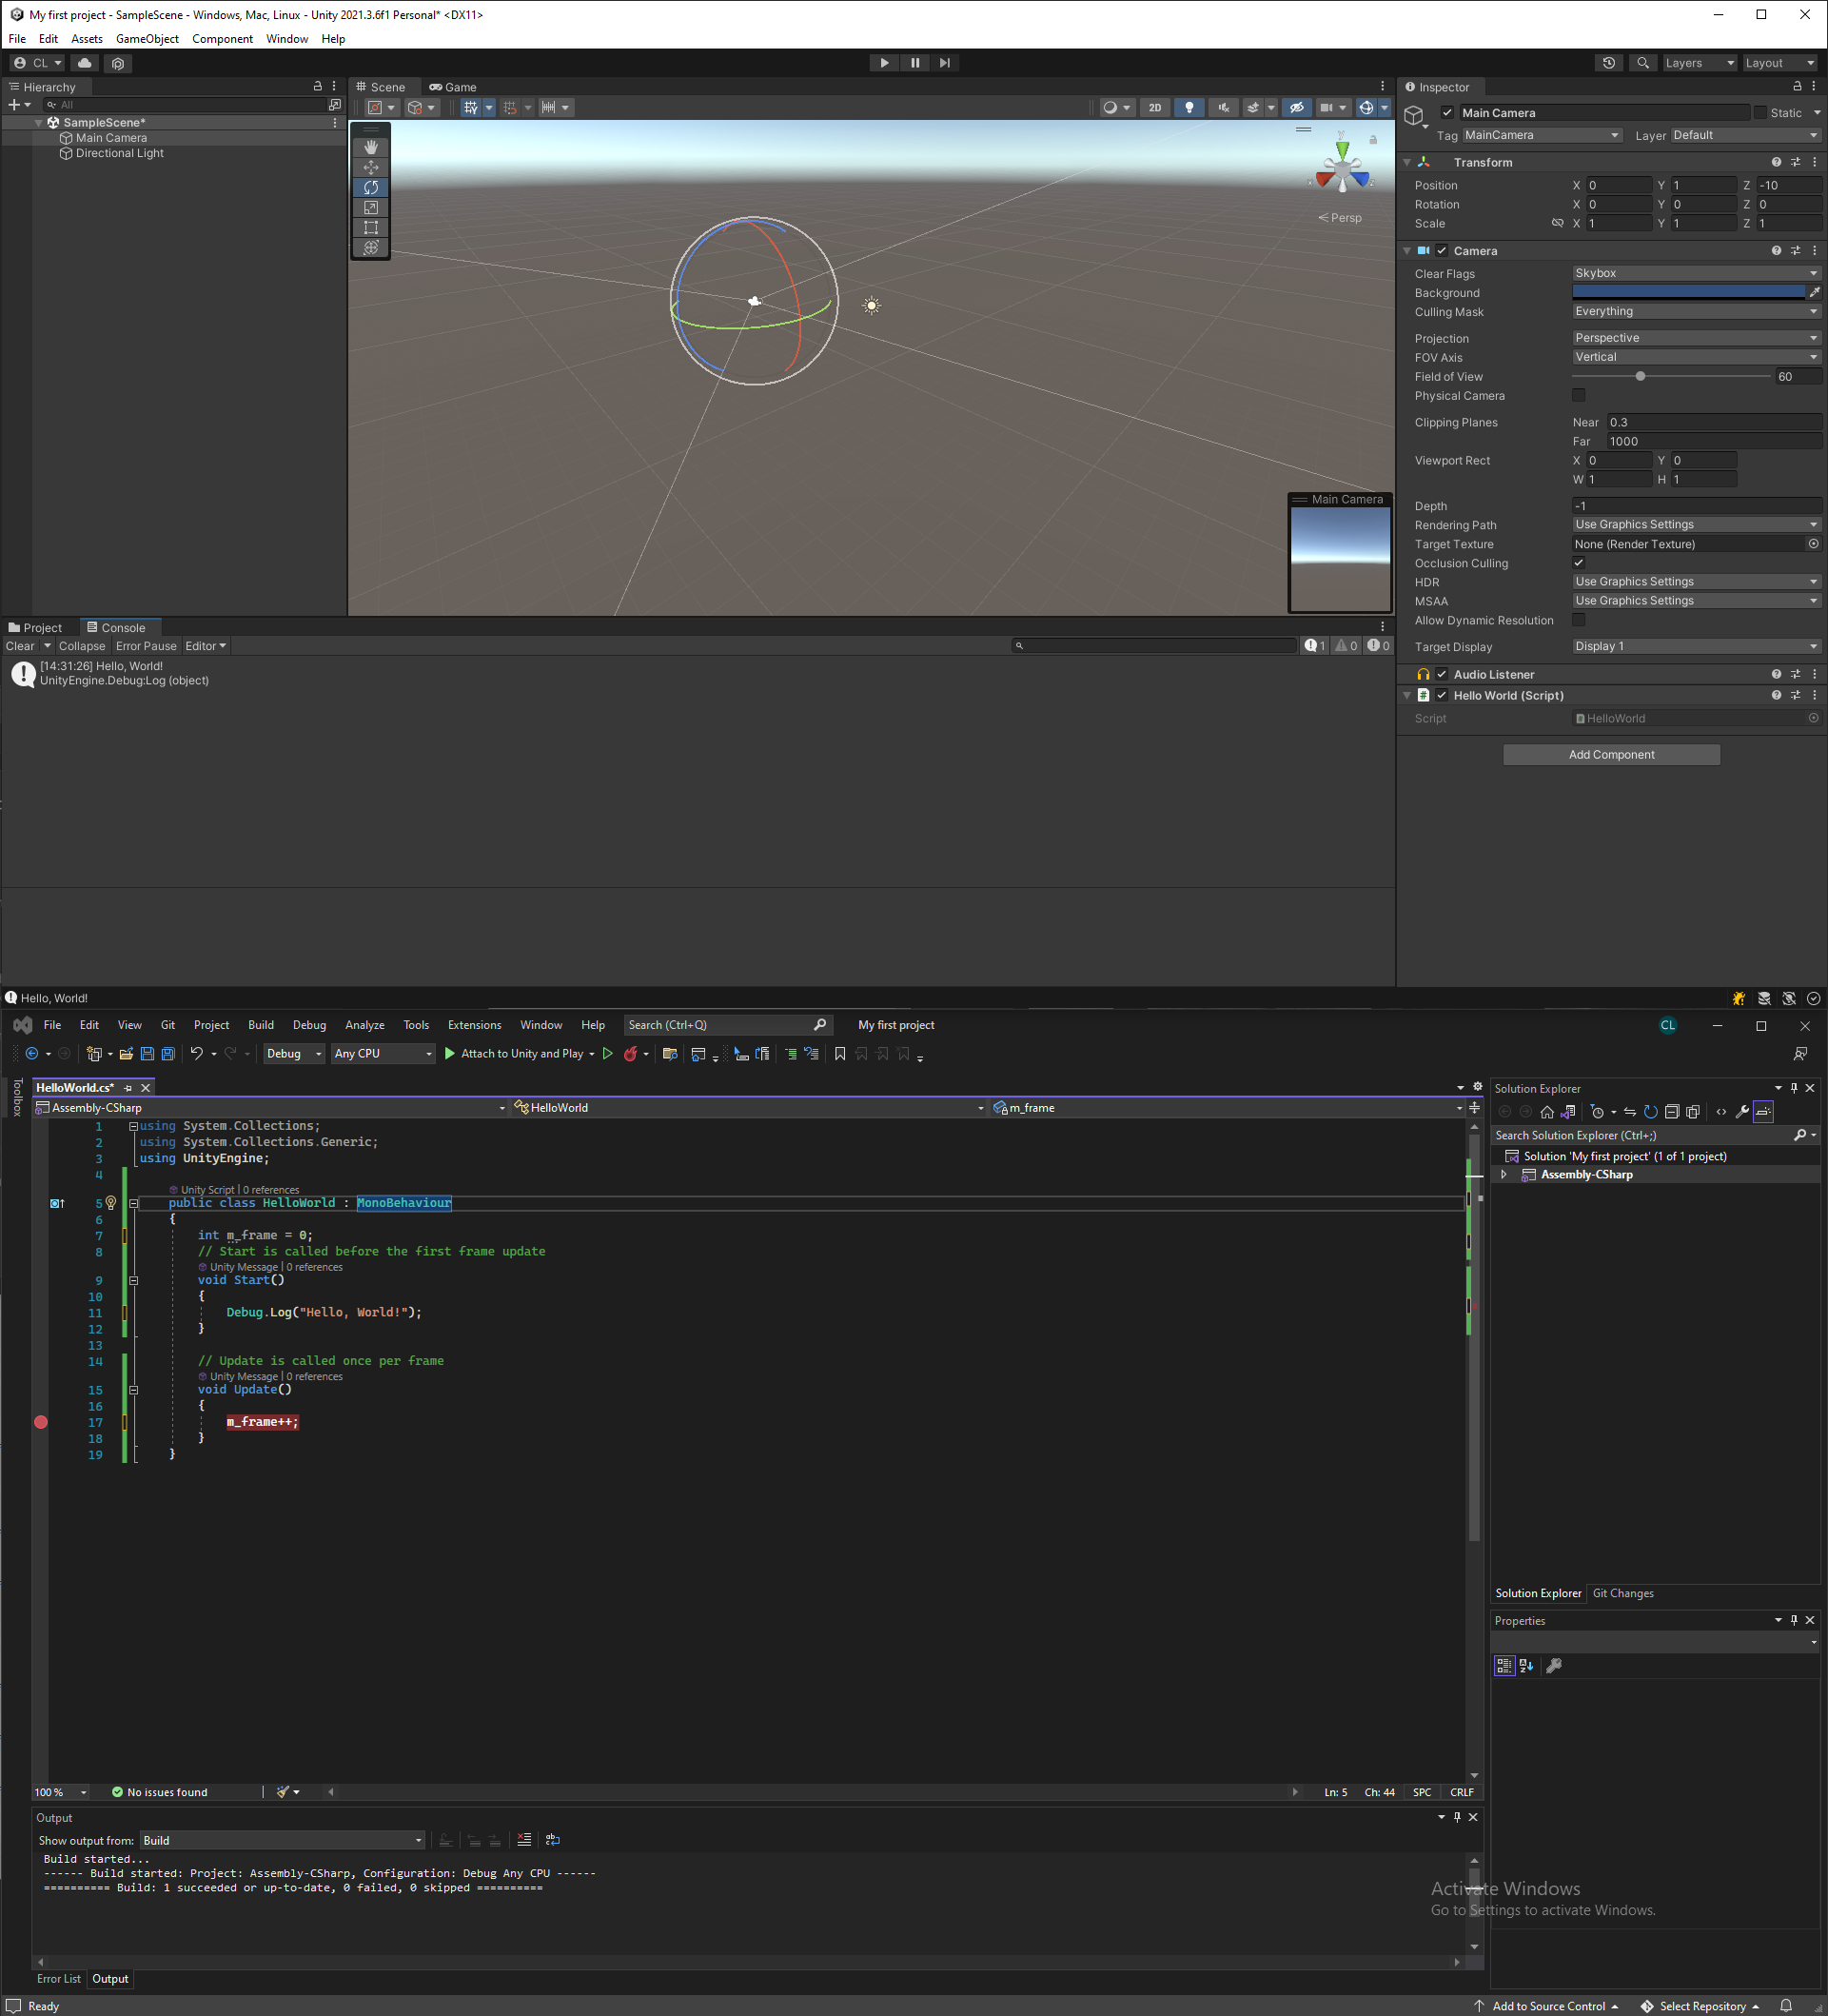 My first project - SampleScene - Windows, Mac, Linux - Unity 2021.3.6f1 Personal* <DX11>
File Edit Assets GameObject Component Window Help
CL Layers Layout
Hierarchy
All
SampleScene*
Main Camera
Directional Light
Scene Game
2D
y
Persp
Main Camera
Inspector
Main Camera Static
Tag MainCamera Layer Default
Transform
Position X 0 Y 1 Z -10
Rotation X 0 Y 0 Z 0
Scale X 1 Y 1 Z 1
Camera
Clear Flags Skybox
Background
Culling Mask Everything
Projection Perspective
FOV Axis Vertical
Field of View 60
Physical Camera
Clipping Planes Near 0.3
Far 1000
Viewport Rect X 0 Y 0
W 1 H 1
Depth -1
Rendering Path Use Graphics Settings
Target Texture None (Render Texture)
Occlusion Culling
HDR Use Graphics Settings
MSAA Use Graphics Settings
Allow Dynamic Resolution
Target Display Display 1
Audio Listener
# Hello World (Script)
Script HelloWorld
Add Component
Project Console
Clear Collapse Error Pause Editor 1 0 0
[14:31:26] Hello, World!
UnityEngine.Debug:Log (object)
Hello, World!
File Edit View Git Project Build Debug Analyze Tools Extensions Window Help Search (Ctrl+Q) My first project CL
Debug Any CPU Attach to Unity and Play
Toolbox
HelloWorld.cs*
Assembly-CSharp HelloWorld m_frame
1 using System.Collections;
2 using System.Collections.Generic;
3 using UnityEngine;
4
Unity Script | 0 references
5 public class HelloWorld : MonoBehaviour
6 {
7 int m_frame = 0;
8 // Start is called before the first frame update
Unity Message | 0 references
9 void Start()
10 {
11 Debug.Log("Hello, World!");
12 }
13
14 // Update is called once per frame
Unity Message | 0 references
15 void Update()
16 {
17 m_frame++;
18 }
19 }
100 % No issues found Ln: 5 Ch: 44 SPC CRLF
Solution Explorer
Search Solution Explorer (Ctrl+;)
Solution 'My first project' (1 of 1 project)
Assembly-CSharp
Solution Explorer Git Changes
Properties
Output
Show output from: Build
Build started...
------ Build started: Project: Assembly-CSharp, Configuration: Debug Any CPU ------
========== Build: 1 succeeded or up-to-date, 0 failed, 0 skipped ==========
Activate Windows
Go to Settings to activate Windows.
Error List Output
Ready Add to Source Control Select Repository